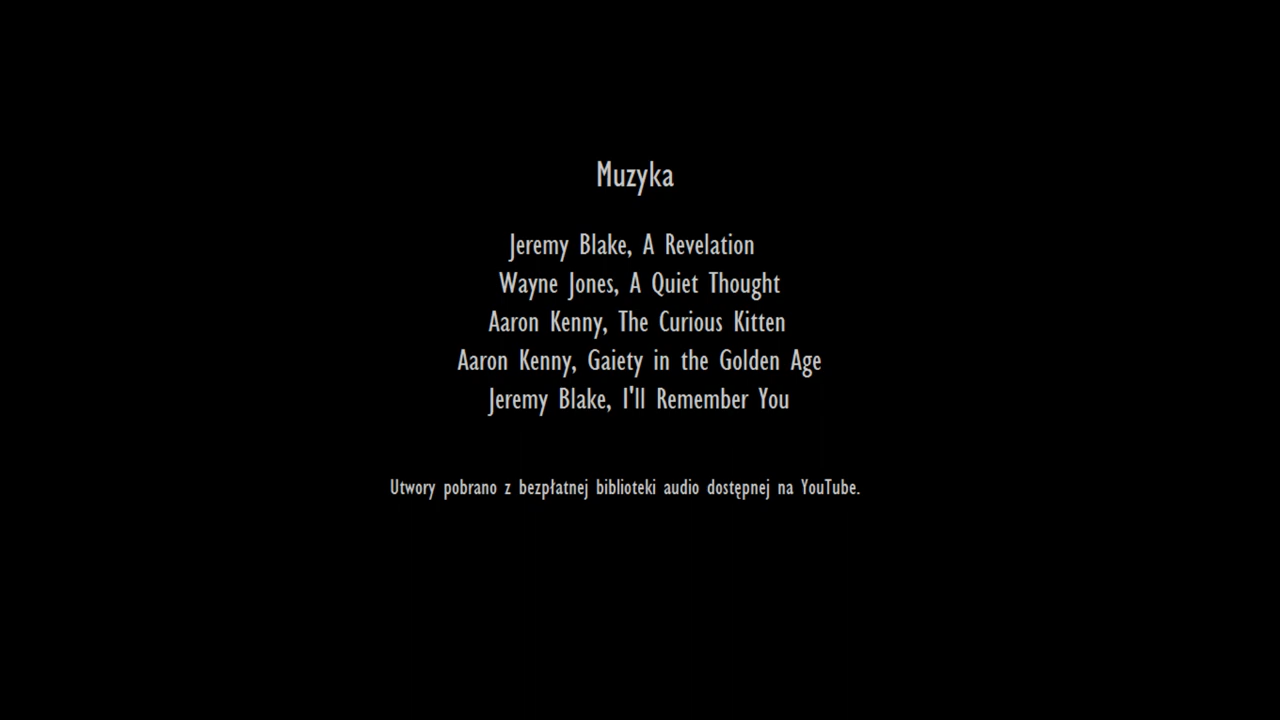 Muzyka
Jeremy Blake, A Revelation
Wayne Jones, A Quiet Thought
Aaron Kenny, The Curious Kitten
Aaron Kenny, Gaiety in the Golden Age
Jeremy Blake, I'll Remember You
Utwory pobrano z bezpłatnej biblioteki audio dostępnej na YouTube.